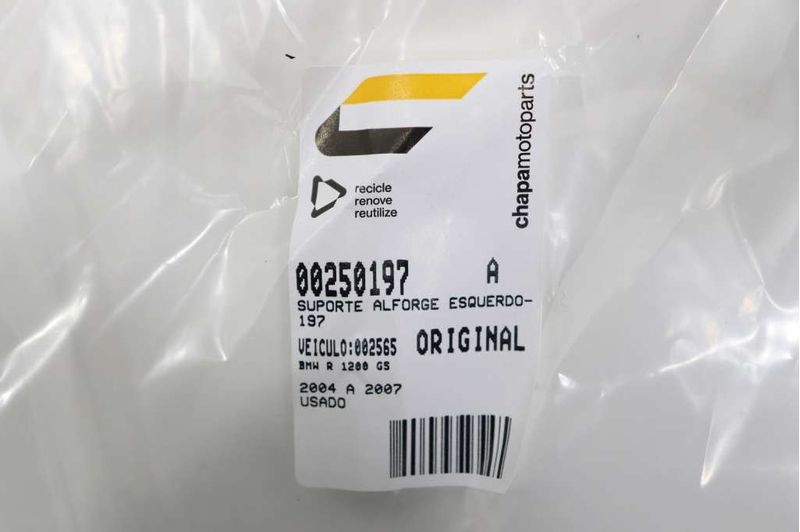 chapamotoparts
recicle
renove
reutilize
00250197 A
SUPORTE ALFORGE ESQUERDO-
197
VEICULO:002565 ORIGINAL
BMW R 1200 GS
2004 A 2007
USADO